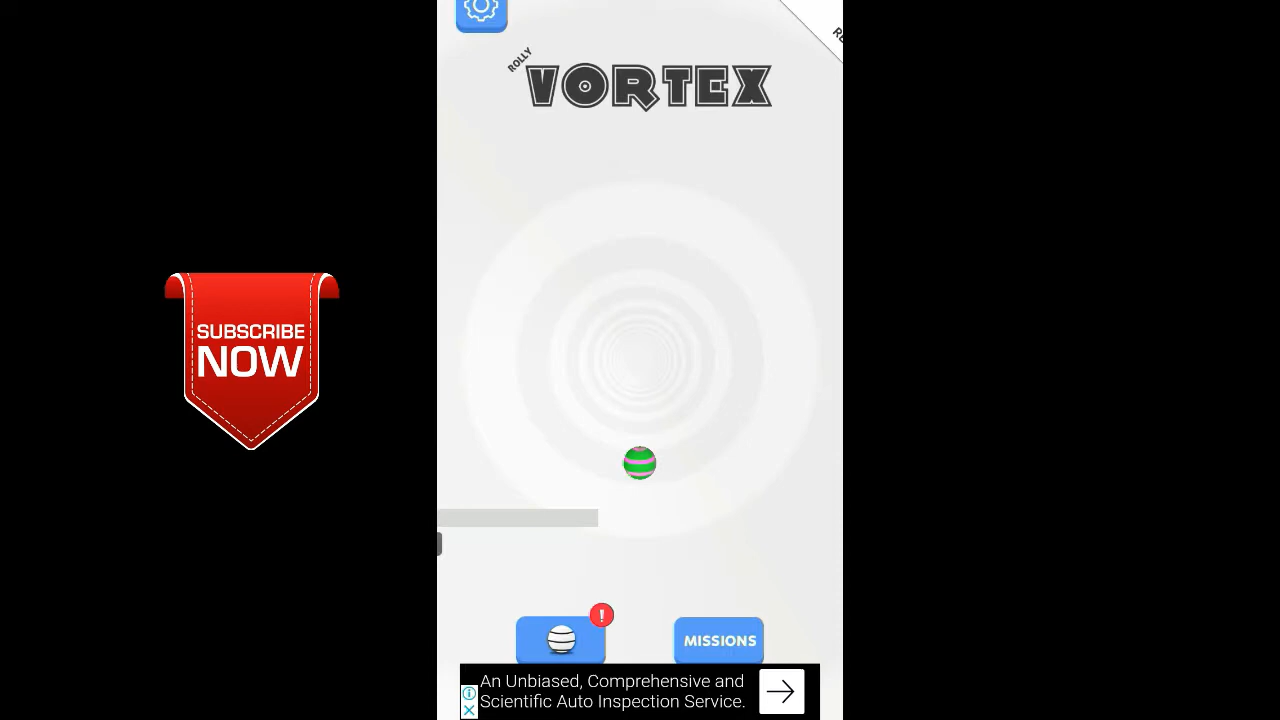 ROLLY
VORTEX
SUBSCRIBE
NOW
!
MISSIONS
An Unbiased, Comprehensive and
Scientific Auto Inspection Service.